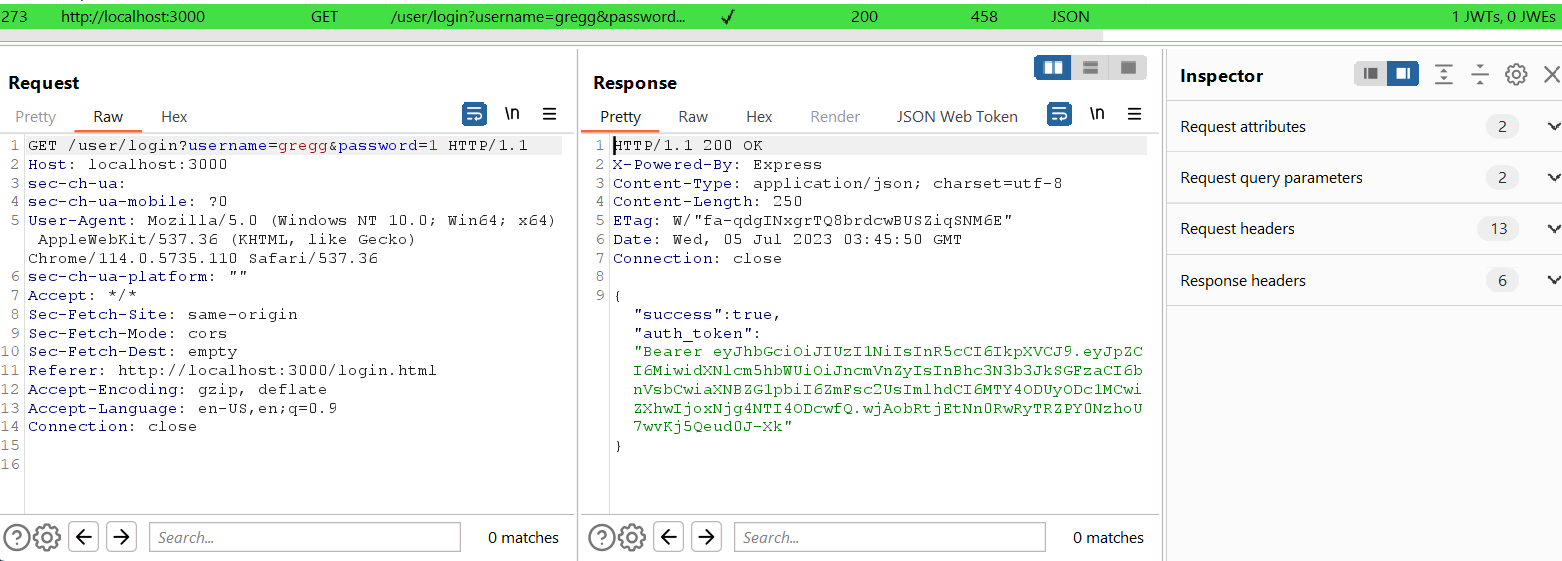 273 http://localhost:3000 GET /user/login?username=gregg&password... ✓ 200 458 JSON 1 JWTs, 0 JWEs
Request
Pretty Raw Hex
\n
1 GET /user/login?username=gregg&password=1 HTTP/1.1
2 Host: localhost:3000
3 sec-ch-ua:
4 sec-ch-ua-mobile: ?0
5 User-Agent: Mozilla/5.0 (Windows NT 10.0; Win64; x64)
AppleWebKit/537.36 (KHTML, like Gecko)
Chrome/114.0.5735.110 Safari/537.36
6 sec-ch-ua-platform: ""
7 Accept: */*
8 Sec-Fetch-Site: same-origin
9 Sec-Fetch-Mode: cors
10 Sec-Fetch-Dest: empty
11 Referer: http://localhost:3000/login.html
12 Accept-Encoding: gzip, deflate
13 Accept-Language: en-US,en;q=0.9
14 Connection: close
15
16
Search...
0 matches
Response
Pretty Raw Hex Render JSON Web Token
\n
1 HTTP/1.1 200 OK
2 X-Powered-By: Express
3 Content-Type: application/json; charset=utf-8
4 Content-Length: 250
5 ETag: W/"fa-qdgINxgrTQ8brdcwBUSZiqSNM6E"
6 Date: Wed, 05 Jul 2023 03:45:50 GMT
7 Connection: close
8
9 {
"success":true,
"auth_token":
"Bearer eyJhbGciOiJIUzI1NiIsInR5cCI6IkpXVCJ9.eyJpZC
I6MiwidXNlcm5hbWUiOiJncmVnZyIsInBhc3N3b3JkSGFzaCI6b
nVsbCwiaXNBZG1pbiI6ZmFsc2UsImlhdCI6MTY4ODUyODc1MCwi
ZXhwIjoxNjg4NTI4ODcwfQ.wjAobRtjEtNn0RwRyTRZPY0NzhoU
7wvKj5Qeud0J-Xk"
}
Search...
0 matches
Inspector
Request attributes 2
Request query parameters 2
Request headers 13
Response headers 6